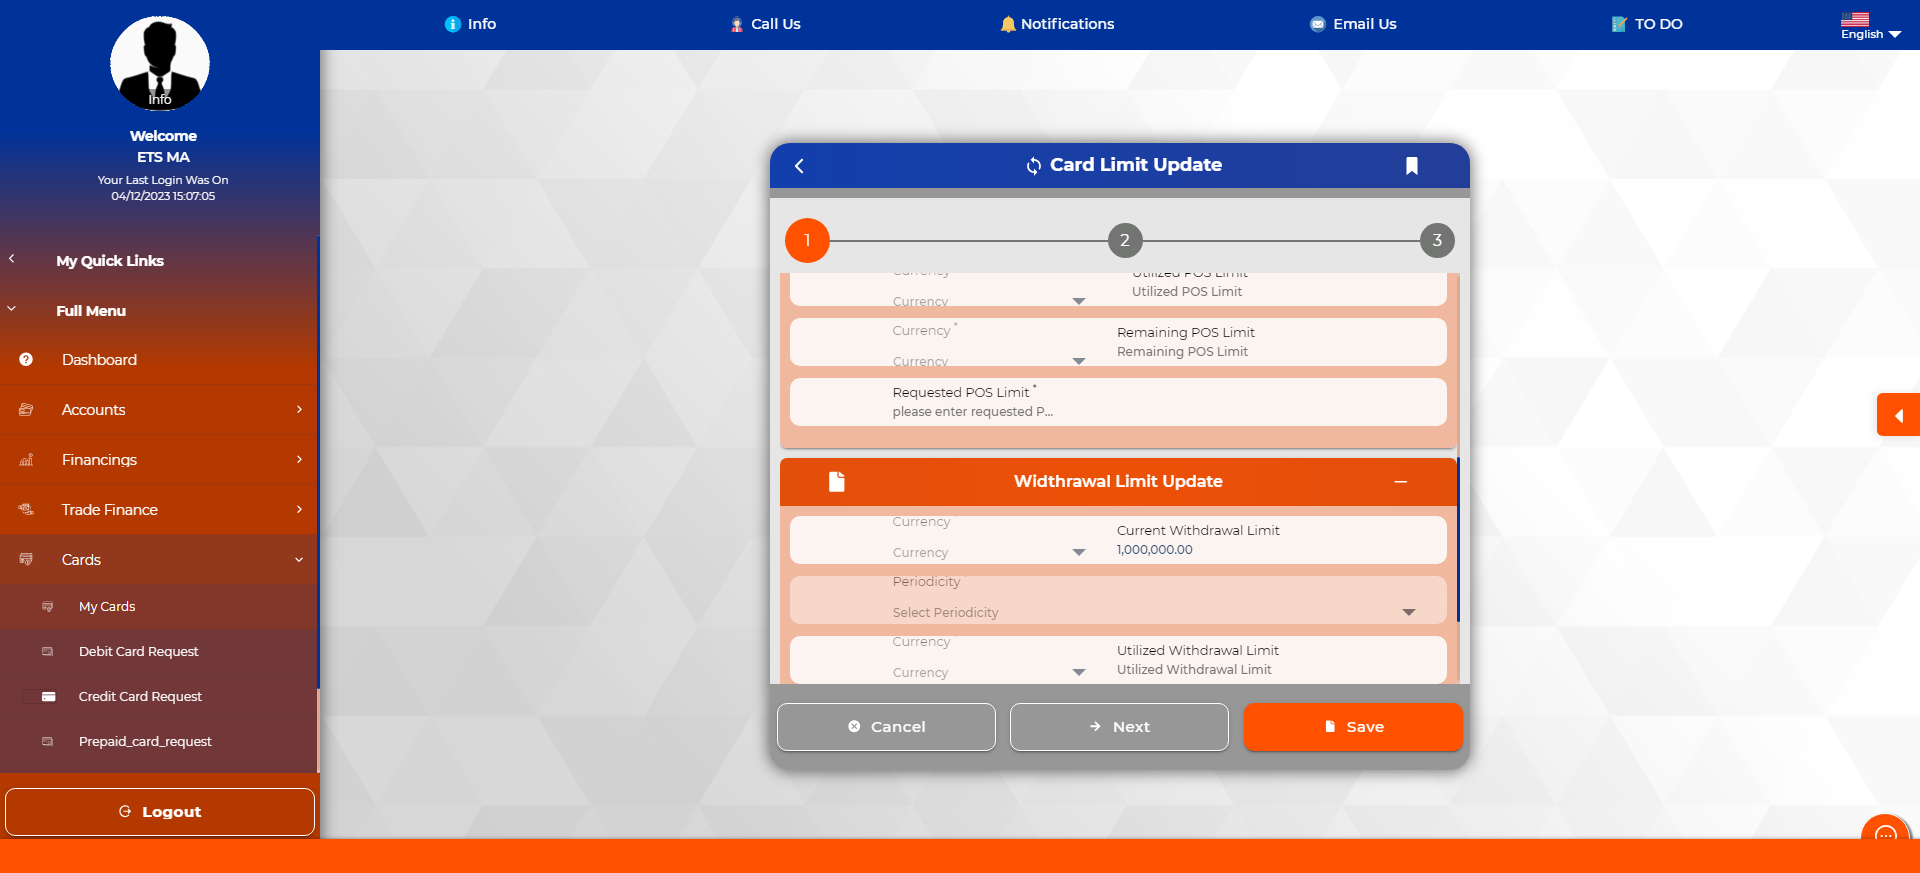 Info
Call Us
Notifications
Email Us
TO DO
English
Info
Welcome
ETS MA
Your Last Login Was On
04/12/2023 15:07:05
My Quick Links
Full Menu
Dashboard
Accounts
Financings
Trade Finance
Cards
My Cards
Debit Card Request
Credit Card Request
Prepaid_card_request
Logout
Card Limit Update
1
2
3
Currency
Utilized POS Limit
Currency
Utilized POS Limit
Currency *
Remaining POS Limit
Currency
Remaining POS Limit
Requested POS Limit *
please enter requested P...
Widthrawal Limit Update
Currency
Current Withdrawal Limit
Currency
1,000,000.00
Periodicity
Select Periodicity
Currency
Utilized Withdrawal Limit
Currency
Utilized Withdrawal Limit
Cancel
Next
Save